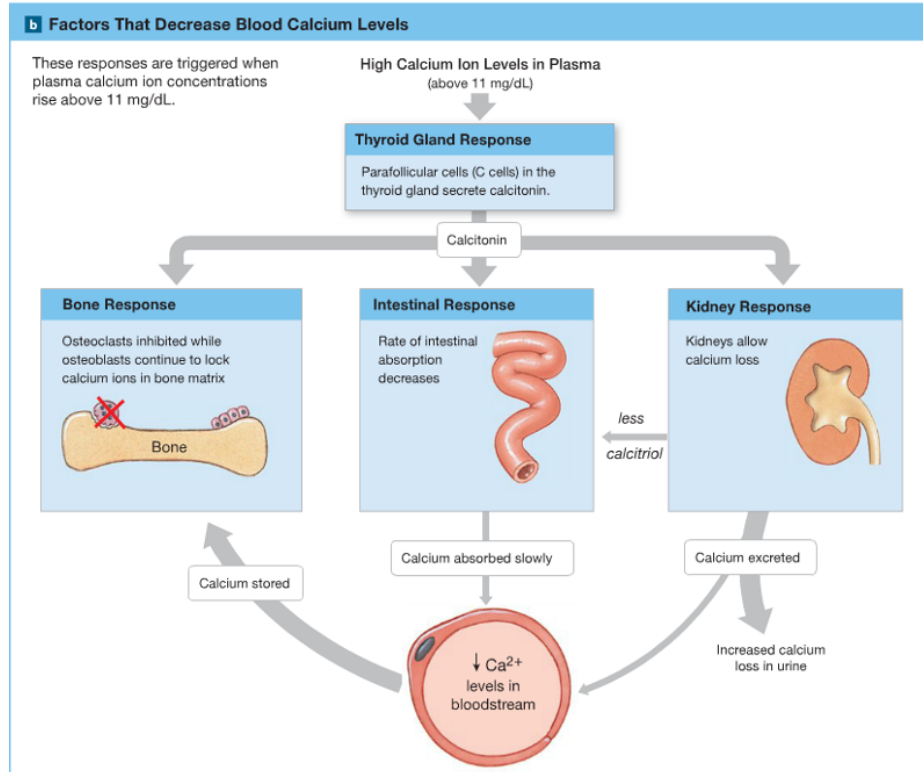 b Factors That Decrease Blood Calcium Levels
These responses are triggered when
plasma calcium ion concentrations
rise above 11 mg/dL.
High Calcium Ion Levels in Plasma
(above 11 mg/dL)
Thyroid Gland Response
Parafollicular cells (C cells) in the
thyroid gland secrete calcitonin.
Calcitonin
Bone Response
Osteoclasts inhibited while
osteoblasts continue to lock
calcium ions in bone matrix
Bone
Intestinal Response
Rate of intestinal
absorption
decreases
less
calcitriol
Kidney Response
Kidneys allow
calcium loss
Calcium stored
Calcium absorbed slowly
Calcium excreted
↓ Ca²⁺
levels in
bloodstream
Increased calcium
loss in urine